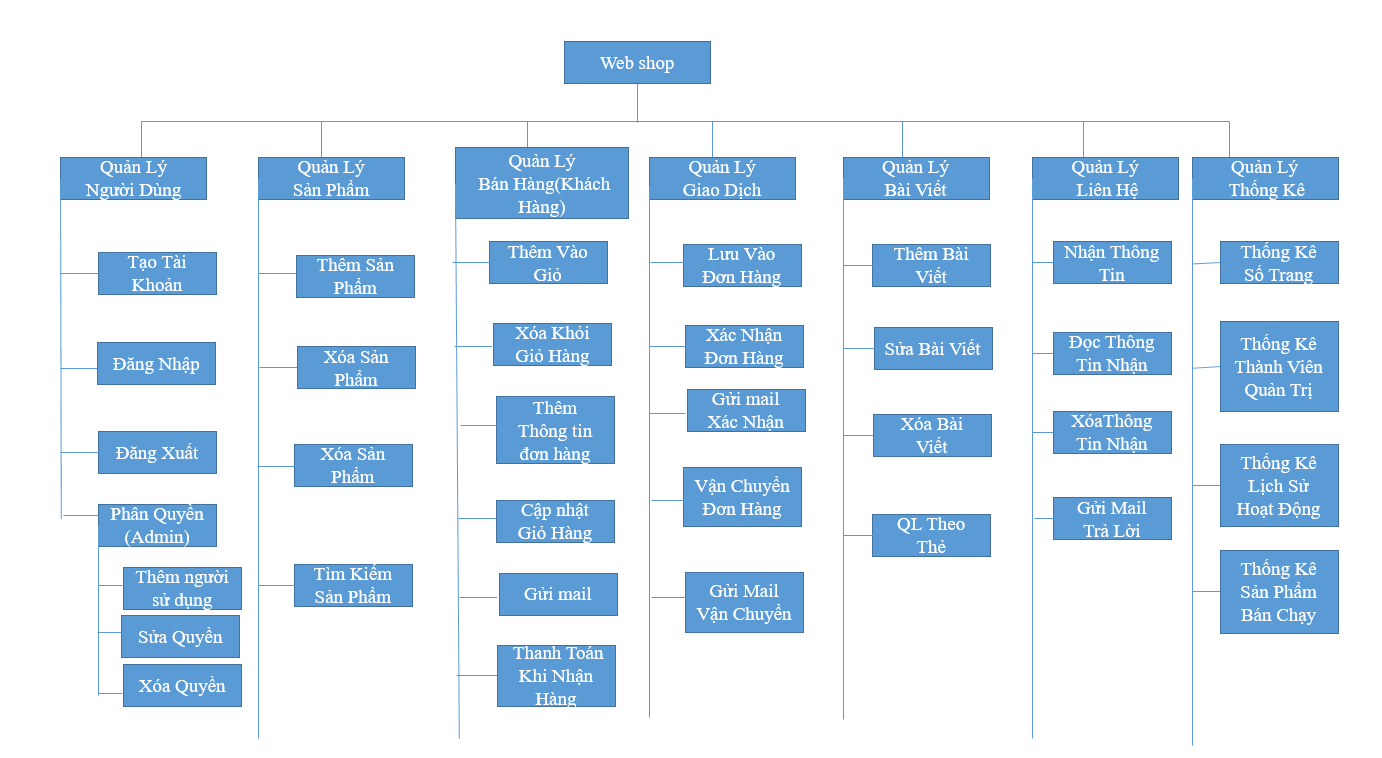 Web shop
Quản Lý
Người Dùng
Tạo Tài
Khoản
Đăng Nhập
Đăng Xuất
Phân Quyền
(Admin)
Thêm người
sử dụng
Sửa Quyền
Xóa Quyền
Quản Lý
Sản Phẩm
Thêm Sản
Phẩm
Xóa Sản
Phẩm
Xóa Sản
Phẩm
Tìm Kiếm
Sản Phẩm
Quản Lý
Bán Hàng(Khách
Hàng)
Thêm Vào
Giỏ
Xóa Khỏi
Giỏ Hàng
Thêm
Thông tin
đơn hàng
Cập nhật
Giỏ Hàng
Gửi mail
Thanh Toán
Khi Nhận
Hàng
Quản Lý
Giao Dịch
Lưu Vào
Đơn Hàng
Xác Nhận
Đơn Hàng
Gửi mail
Xác Nhận
Vận Chuyển
Đơn Hàng
Gửi Mail
Vận Chuyển
Quản Lý
Bài Viết
Thêm Bài
Viết
Sửa Bài Viết
Xóa Bài
Viết
QL Theo
Thẻ
Quản Lý
Liên Hệ
Nhận Thông
Tin
Đọc Thông
Tin Nhận
XóaThông
Tin Nhận
Gửi Mail
Trả Lời
Quản Lý
Thống Kê
Thống Kê
Số Trang
Thống Kê
Thành Viên
Quản Trị
Thống Kê
Lịch Sử
Hoạt Động
Thống Kê
Sản Phẩm
Bán Chạy